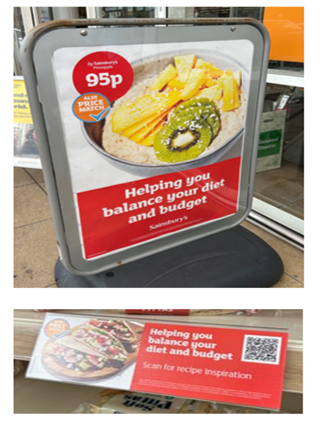 by Sainsbury's
Pineapple
95p
ALDI
PRICE
MATCH
Helping you
balance your diet
and budget
Sainsbury's
Helping you
balance your
diet and budget
Scan for recipe inspiration